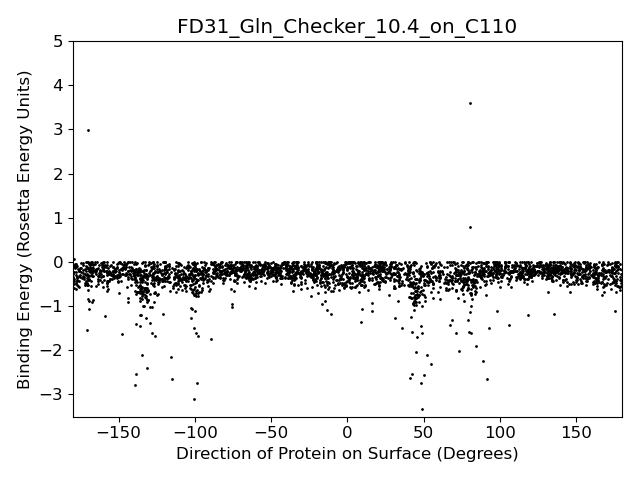 FD31_Gln_Checker_10.4_on_C110
5
4
3
2
1
0
−1
−2
−3
Binding Energy (Rosetta Energy Units)
−150 −100 −50 0 50 100 150
Direction of Protein on Surface (Degrees)